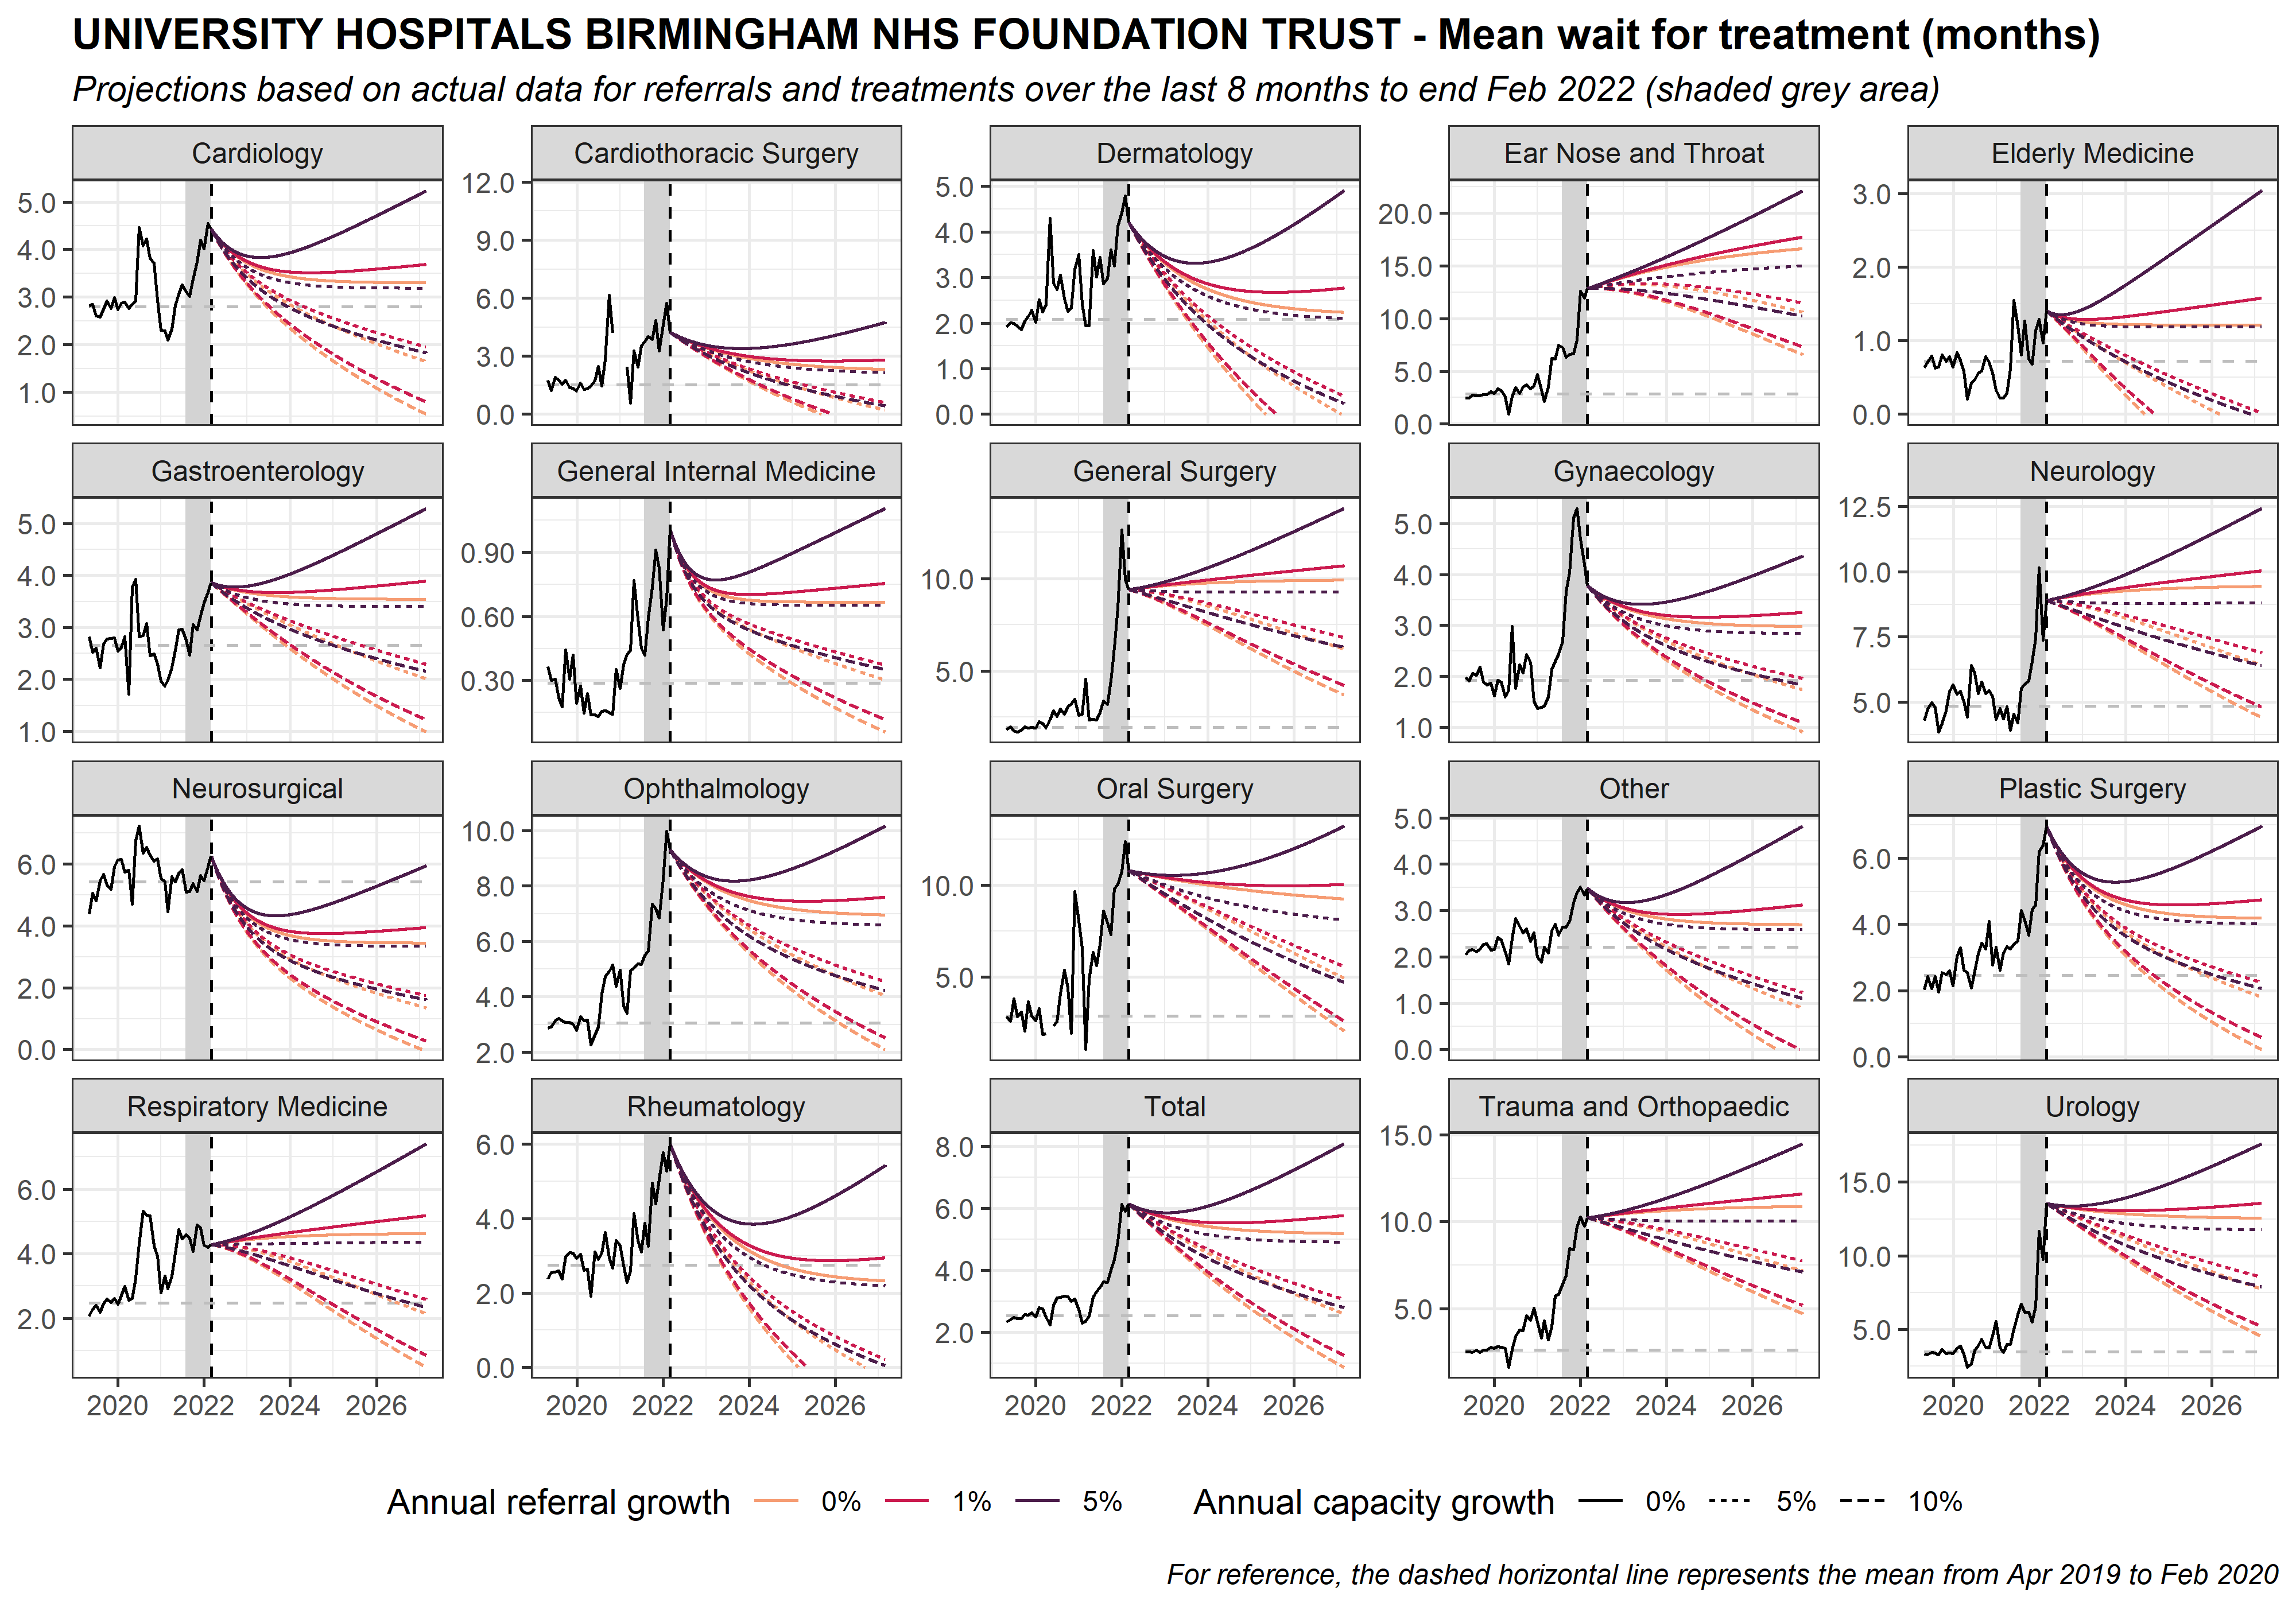 UNIVERSITY HOSPITALS BIRMINGHAM NHS FOUNDATION TRUST - Mean wait for treatment (months)
Projections based on actual data for referrals and treatments over the last 8 months to end Feb 2022 (shaded grey area)
Cardiology Cardiothoracic Surgery Dermatology Ear Nose and Throat Elderly Medicine
5.0 4.0 3.0 2.0 1.0
12.0 9.0 6.0 3.0 0.0
5.0 4.0 3.0 2.0 1.0 0.0
20.0 15.0 10.0 5.0 0.0
3.0 2.0 1.0 0.0
Gastroenterology General Internal Medicine General Surgery Gynaecology Neurology
5.0 4.0 3.0 2.0 1.0
0.90 0.60 0.30
10.0 5.0
5.0 4.0 3.0 2.0 1.0
12.5 10.0 7.5 5.0
Neurosurgical Ophthalmology Oral Surgery Other Plastic Surgery
6.0 4.0 2.0 0.0
10.0 8.0 6.0 4.0 2.0
10.0 5.0
5.0 4.0 3.0 2.0 1.0 0.0
6.0 4.0 2.0 0.0
Respiratory Medicine Rheumatology Total Trauma and Orthopaedic Urology
6.0 4.0 2.0
6.0 4.0 2.0 0.0
8.0 6.0 4.0 2.0
15.0 10.0 5.0
15.0 10.0 5.0
2020 2022 2024 2026 2020 2022 2024 2026 2020 2022 2024 2026 2020 2022 2024 2026 2020 2022 2024 2026
Annual referral growth 0% 1% 5% Annual capacity growth 0% 5% 10%
For reference, the dashed horizontal line represents the mean from Apr 2019 to Feb 2020